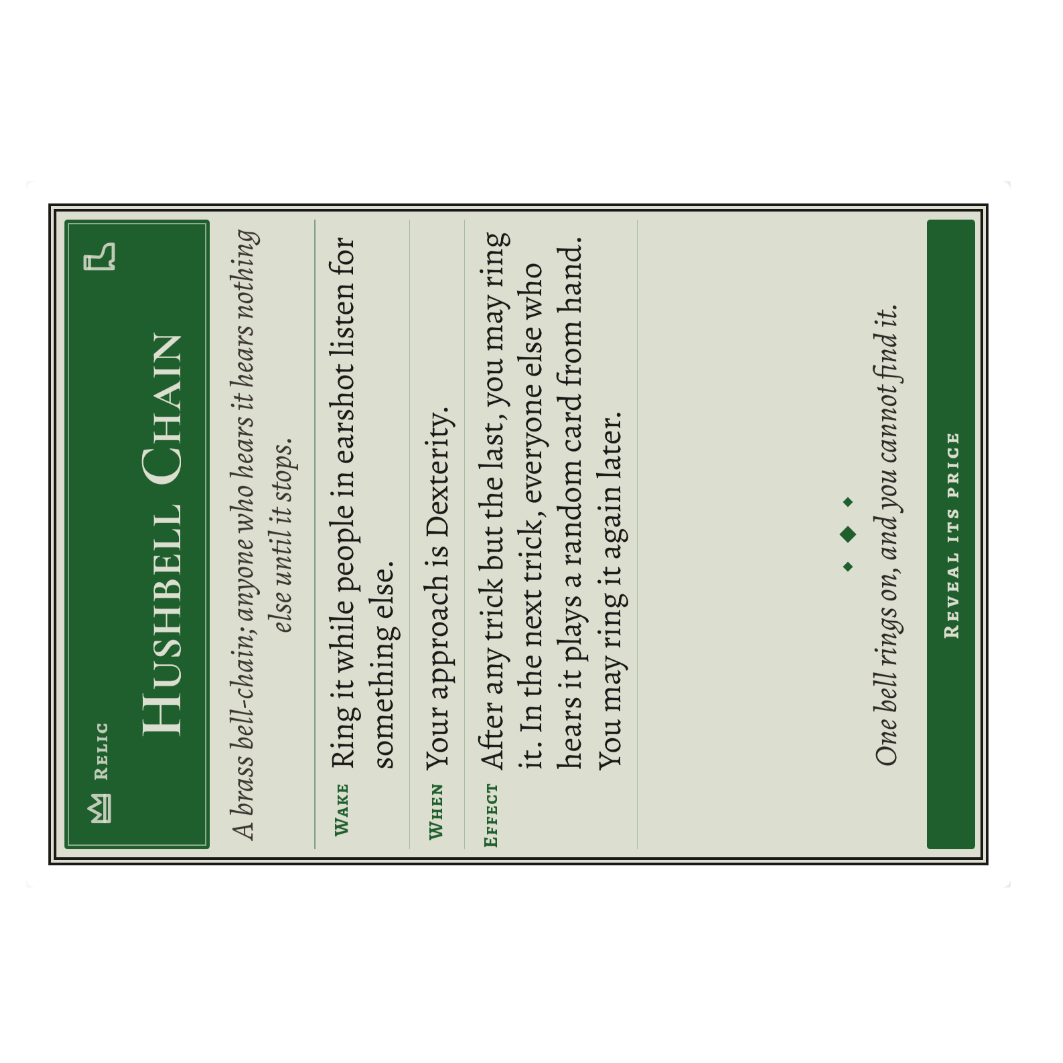 Relic
Hushbell Chain
A brass bell-chain; anyone who hears it hears nothing
else until it stops.
Wake Ring it while people in earshot listen for
something else.
When Your approach is Dexterity.
Effect After any trick but the last, you may ring
it. In the next trick, everyone else who
hears it plays a random card from hand.
You may ring it again later.
One bell rings on, and you cannot find it.
Reveal its price